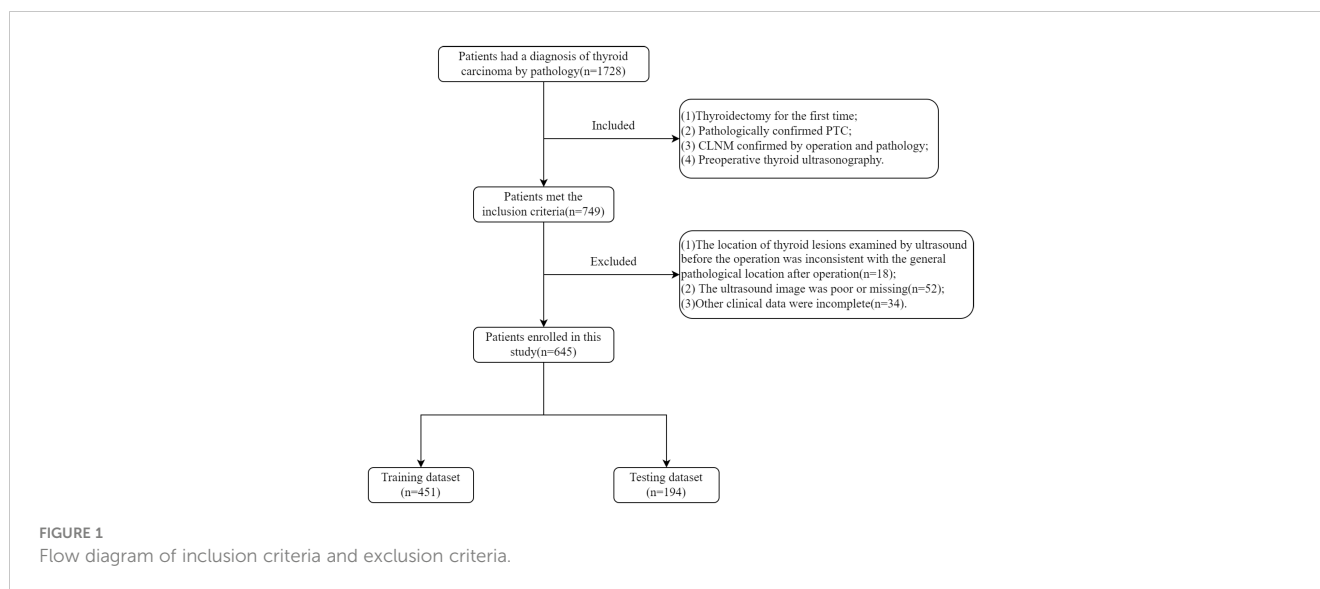 Patients had a diagnosis of thyroid
carcinoma by pathology(n=1728)
Included
(1)Thyroidectomy for the first time;
(2) Pathologically confirmed PTC;
(3) CLNM confirmed by operation and pathology;
(4) Preoperative thyroid ultrasonography.
Patients met the
inclusion criteria(n=749)
Excluded
(1)The location of thyroid lesions examined by ultrasound
before the operation was inconsistent with the general
pathological location after operation(n=18);
(2) The ultrasound image was poor or missing(n=52);
(3)Other clinical data were incomplete(n=34).
Patients enrolled in this
study(n=645)
Training dataset
(n=451)
Testing dataset
(n=194)
FIGURE 1
Flow diagram of inclusion criteria and exclusion criteria.